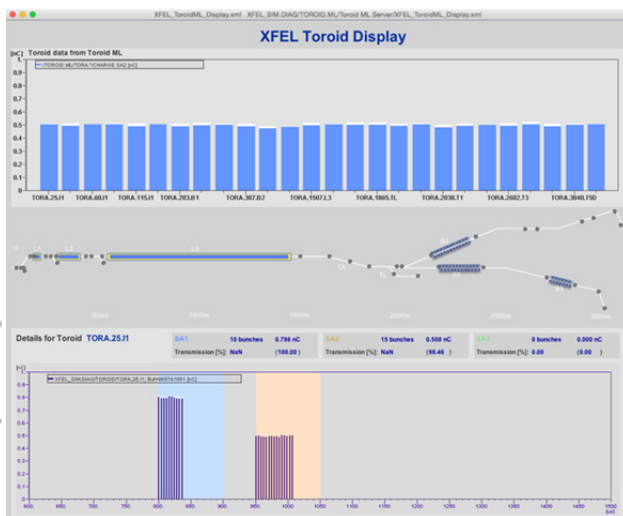 XFEL_ToroidML_Display.xml XFEL_SIM.DIAG/TOROID.ML/Toroid ML Server/XFEL_ToroidML_Display.xml
XFEL Toroid Display
[nC] Toroid data from Toroid ML
1.
0.9
0.8
0.7
0.6
0.5
0.4
0.3
0.2
0.1
0
TORA.25.I1 TORA.60.I1 TORA.115.I1 TORA.203.B1 TORA.387.B2 TORA.1507.L3 TORA.1865.TL TORA.2038.T1 TORA.2682.T3 TORA.3040.T5D
L1 L2 L3 CL TL
500m 1000m 1500m 2000m 2500m 3000m
Details for Toroid TORA.25.I1
SA1 10 bunches 0.798 nC
Transmission [%]: NaN (100.00 )
SA2 15 bunches 0.508 nC
Transmission [%]: NaN (98.46 )
SA3 0 bunches 0.000 nC
Transmission [%]: 0.00 (0.00 )
1.
0.9
0.8
0.7
0.6
0.5
0.4
0.3
0.2
0.1
0
600 650 700 750 800 850 900 950 1000 1050 1100 1150 1200 1250 1300 1350 1400 1450 1500